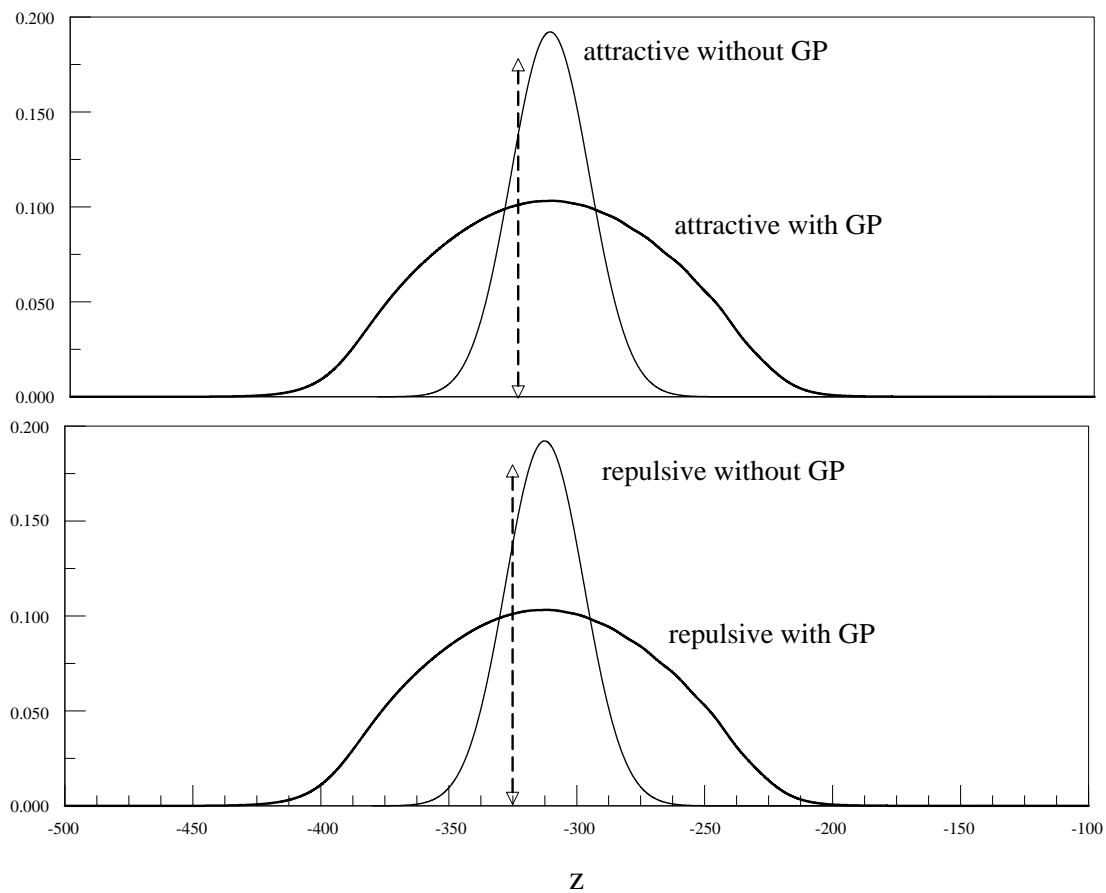 0.200
attractive without GP
0.150
0.100
attractive with GP
0.050
0.000
0.200
repulsive without GP
0.150
0.100
repulsive with GP
0.050
0.000
-500 -450 -400 -350 -300 -250 -200 -150 -100
z